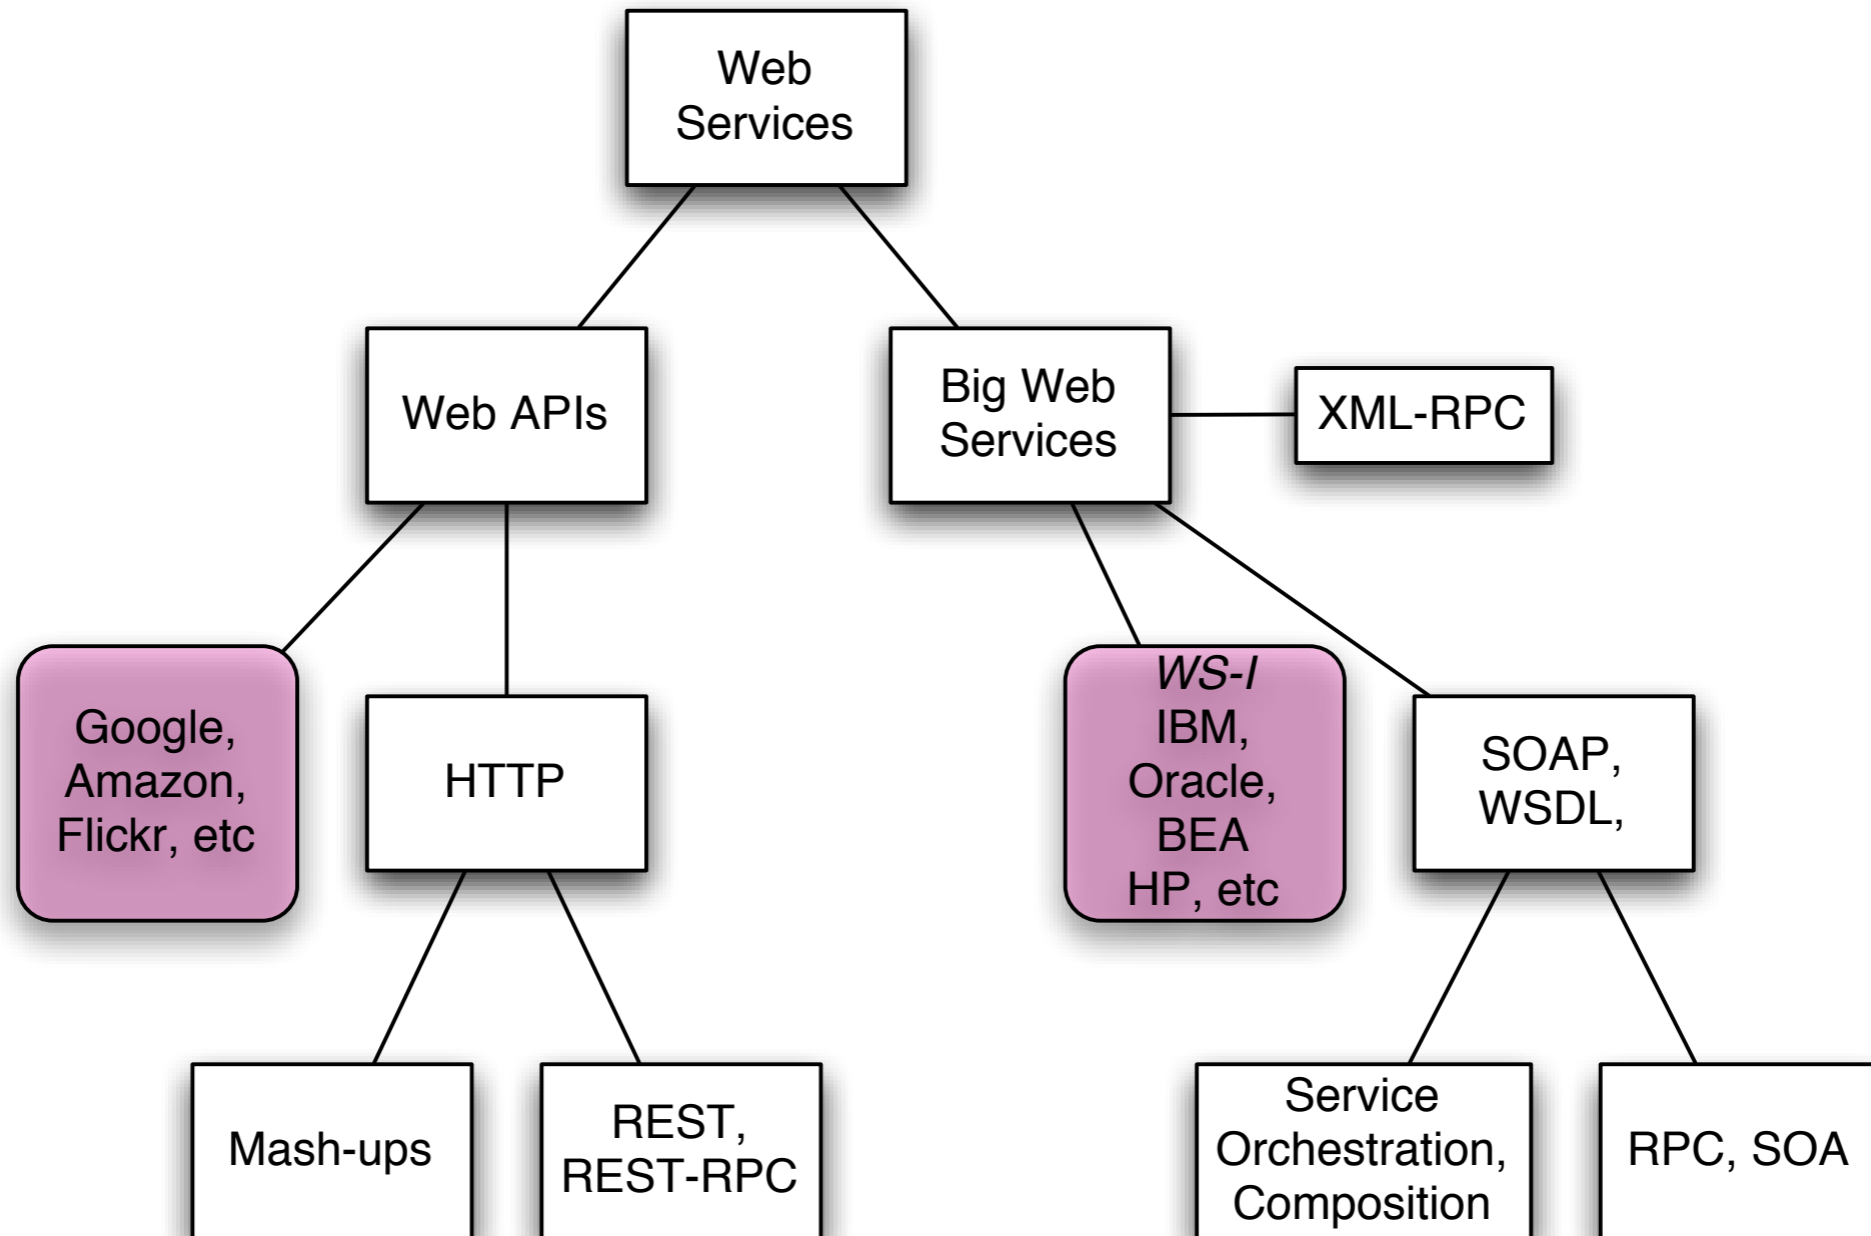 Web
Services
Web APIs
Big Web
Services
XML-RPC
Google,
Amazon,
Flickr, etc
HTTP
WS-I
IBM,
Oracle,
BEA
HP, etc
SOAP,
WSDL,
Mash-ups
REST,
REST-RPC
Service
Orchestration,
Composition
RPC, SOA